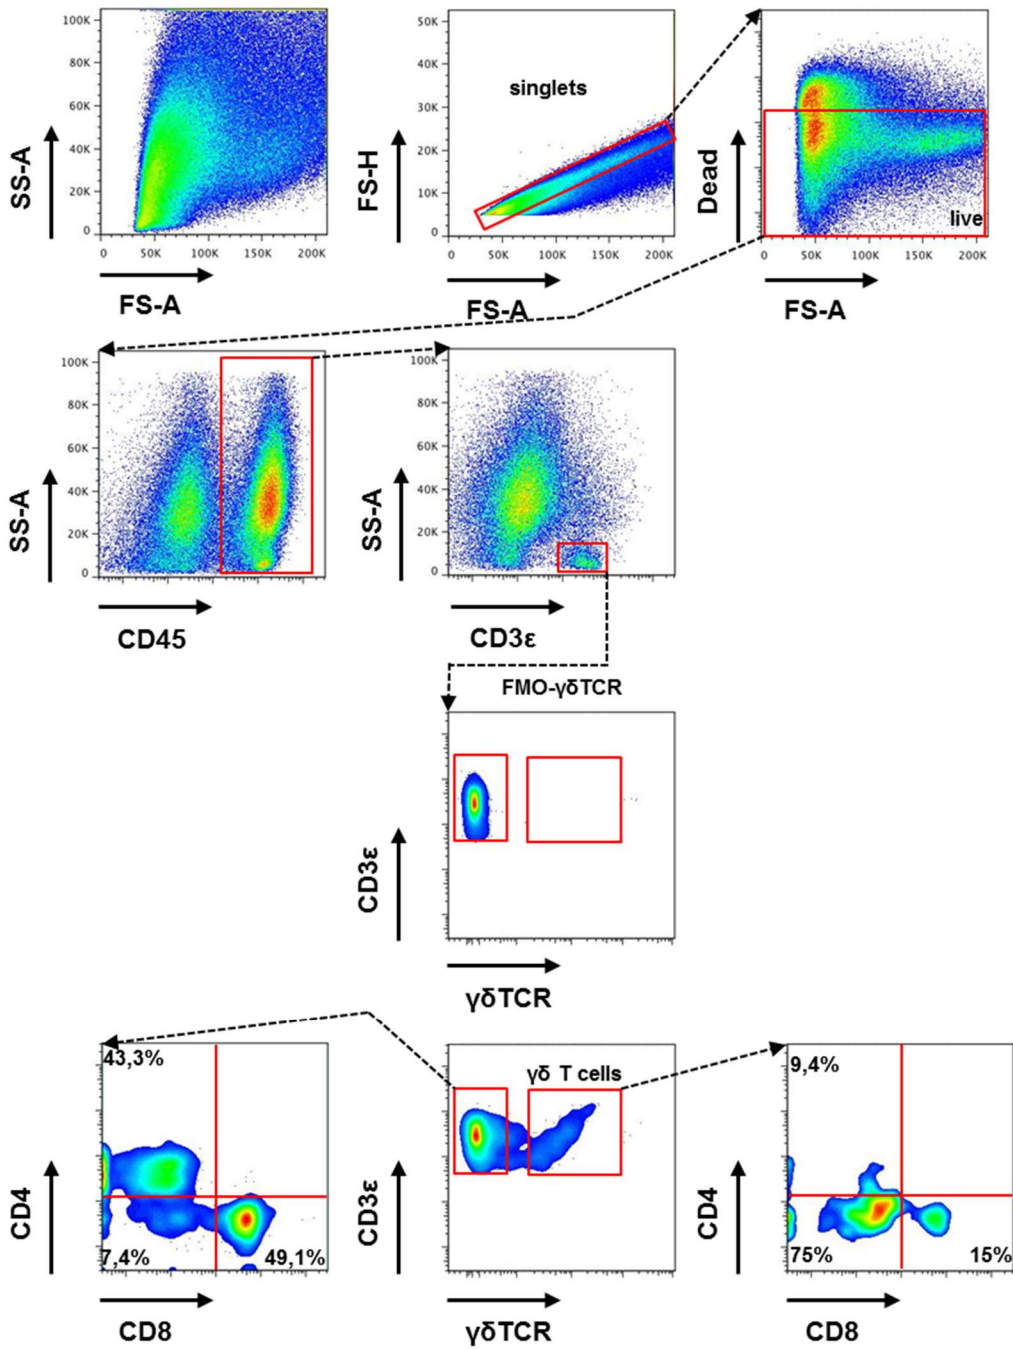 100K
80K
60K
40K
20K
0
SS-A
0 50K 100K 150K 200K
FS-A
50K
40K
30K
20K
10K
0
singlets
FS-H
0 50K 100K 150K 200K
FS-A
Dead
live
0 50K 100K 150K 200K
FS-A
100K
80K
60K
40K
20K
0
SS-A
CD45
100K
80K
60K
40K
20K
0
SS-A
CD3ε
FMO-γδTCR
CD3ε
γδTCR
43,3%
7,4%
49,1%
CD4
CD8
γδ T cells
CD3ε
γδTCR
9,4%
75%
15%
CD4
CD8